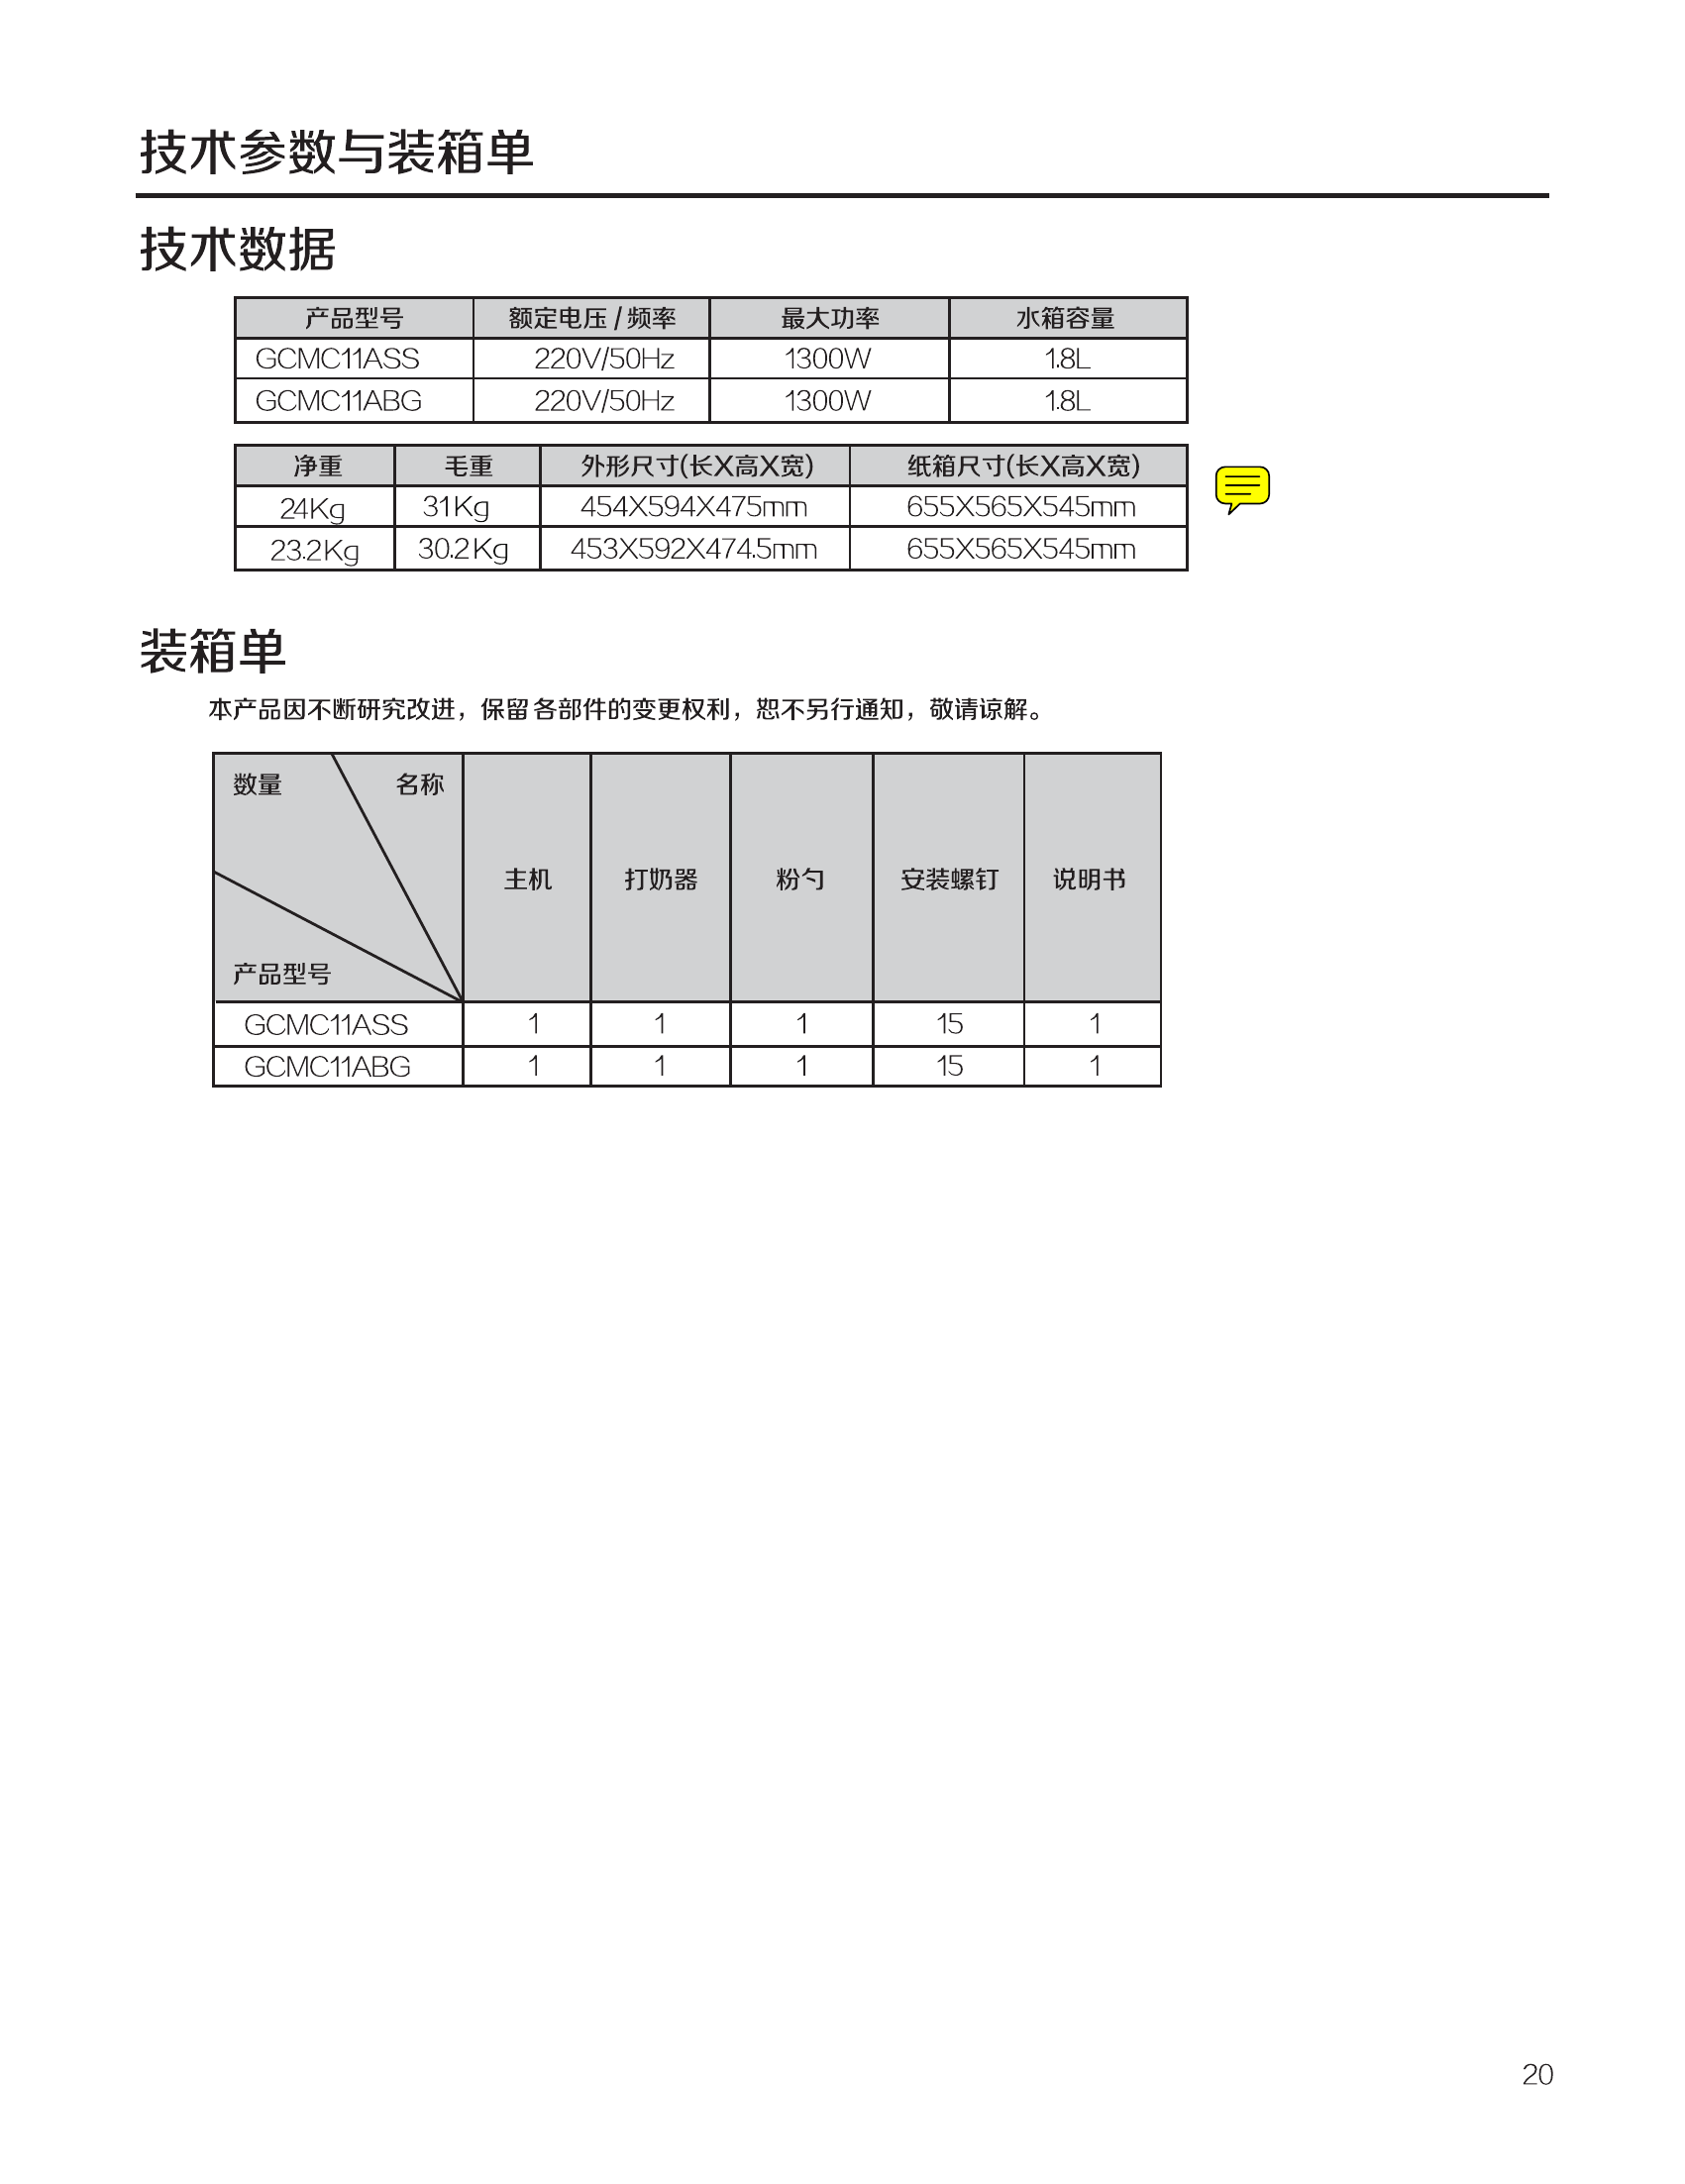 技术参数与装箱单
技术数据
产品型号 额定电压 / 频率 最大功率 水箱容量
GCMC11ASS 220V/50Hz 1300W 1.8L
GCMC11ABG 220V/50Hz 1300W 1.8L
净重 毛重 外形尺寸(长X高X宽) 纸箱尺寸(长X高X宽)
24Kg 31Kg 454X594X475mm 655X565X545mm
23.2Kg 30.2Kg 453X592X474.5mm 655X565X545mm
装箱单
本产品因不断研究改进，保留各部件的变更权利，恕不另行通知，敬请谅解。
数量 名称
主机 打奶器 粉勺 安装螺钉 说明书
产品型号
GCMC11ASS 1 1 1 15 1
GCMC11ABG 1 1 1 15 1
20